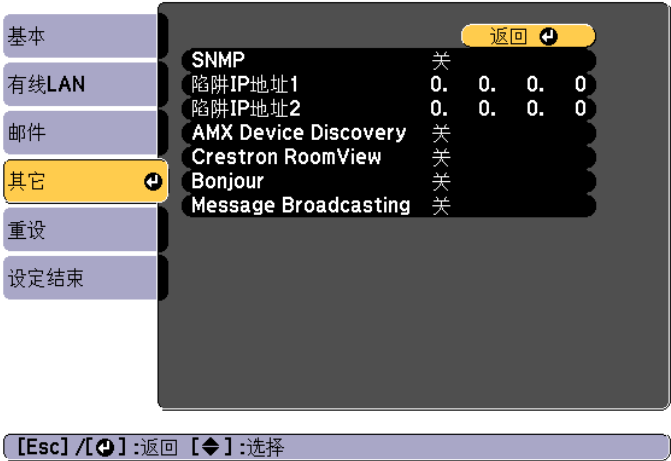 基本
有线LAN
邮件
其它
重设
设定结束
返回
SNMP 关
陷阱IP地址1 0. 0. 0. 0
陷阱IP地址2 0. 0. 0. 0
AMX Device Discovery 关
Crestron RoomView 关
Bonjour 关
Message Broadcasting 关
[Esc] /[⏎] :返回 [◆] :选择